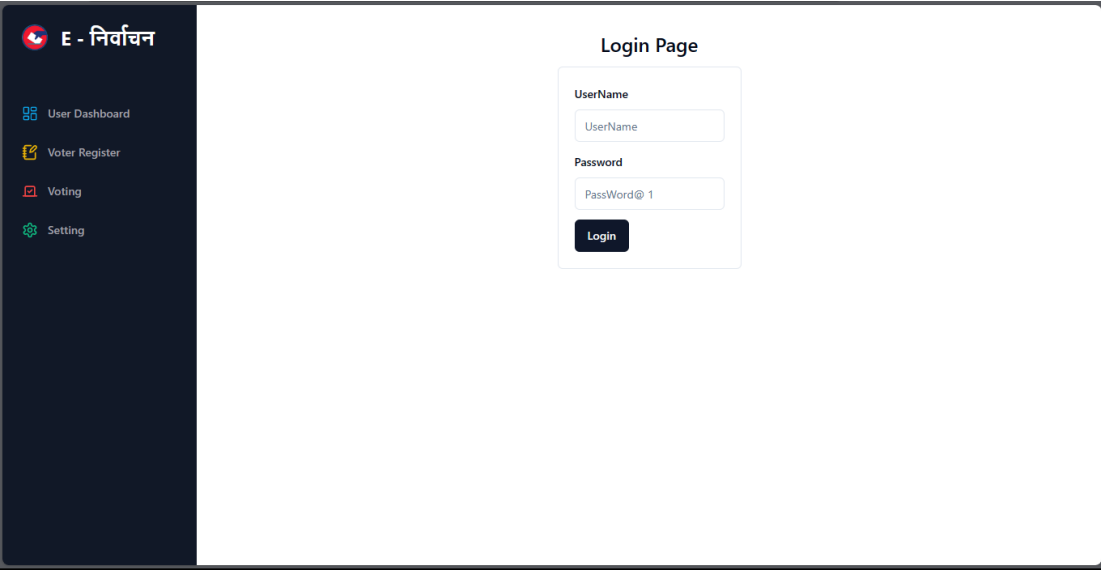 E - निर्वाचन
User Dashboard
Voter Register
Voting
Setting
Login Page
UserName
UserName
Password
PassWord@ 1
Login